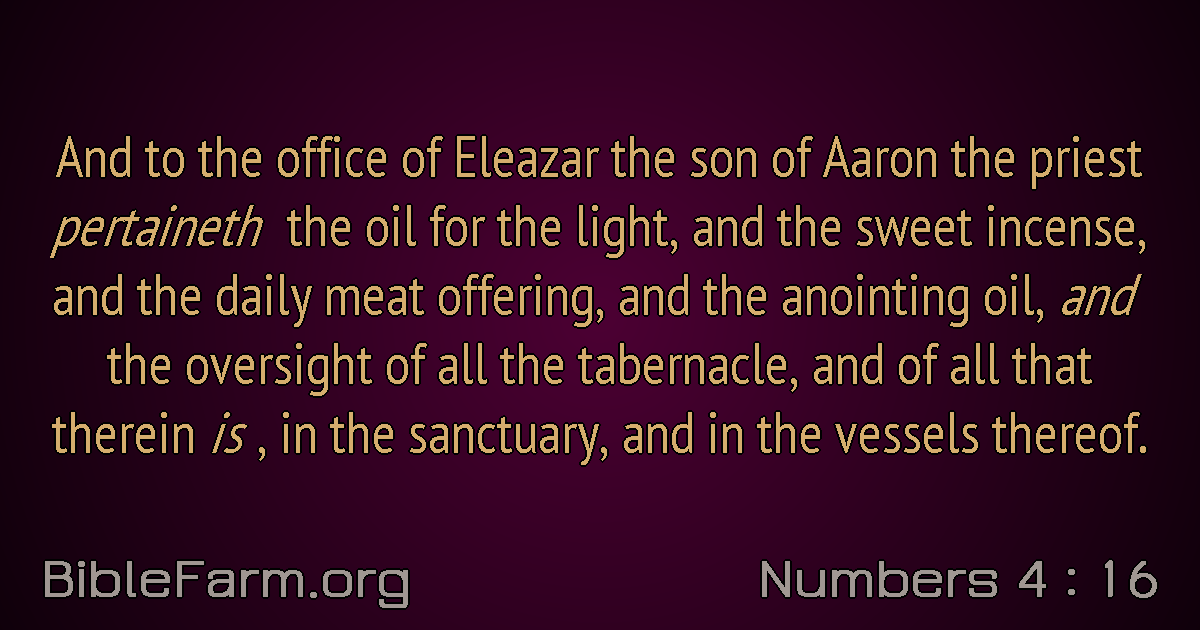 And to the office of Eleazar the son of Aaron the priest
pertaineth the oil for the light, and the sweet incense,
and the daily meat offering, and the anointing oil, and
the oversight of all the tabernacle, and of all that
therein is , in the sanctuary, and in the vessels thereof.
BibleFarm.org
Numbers 4 : 16